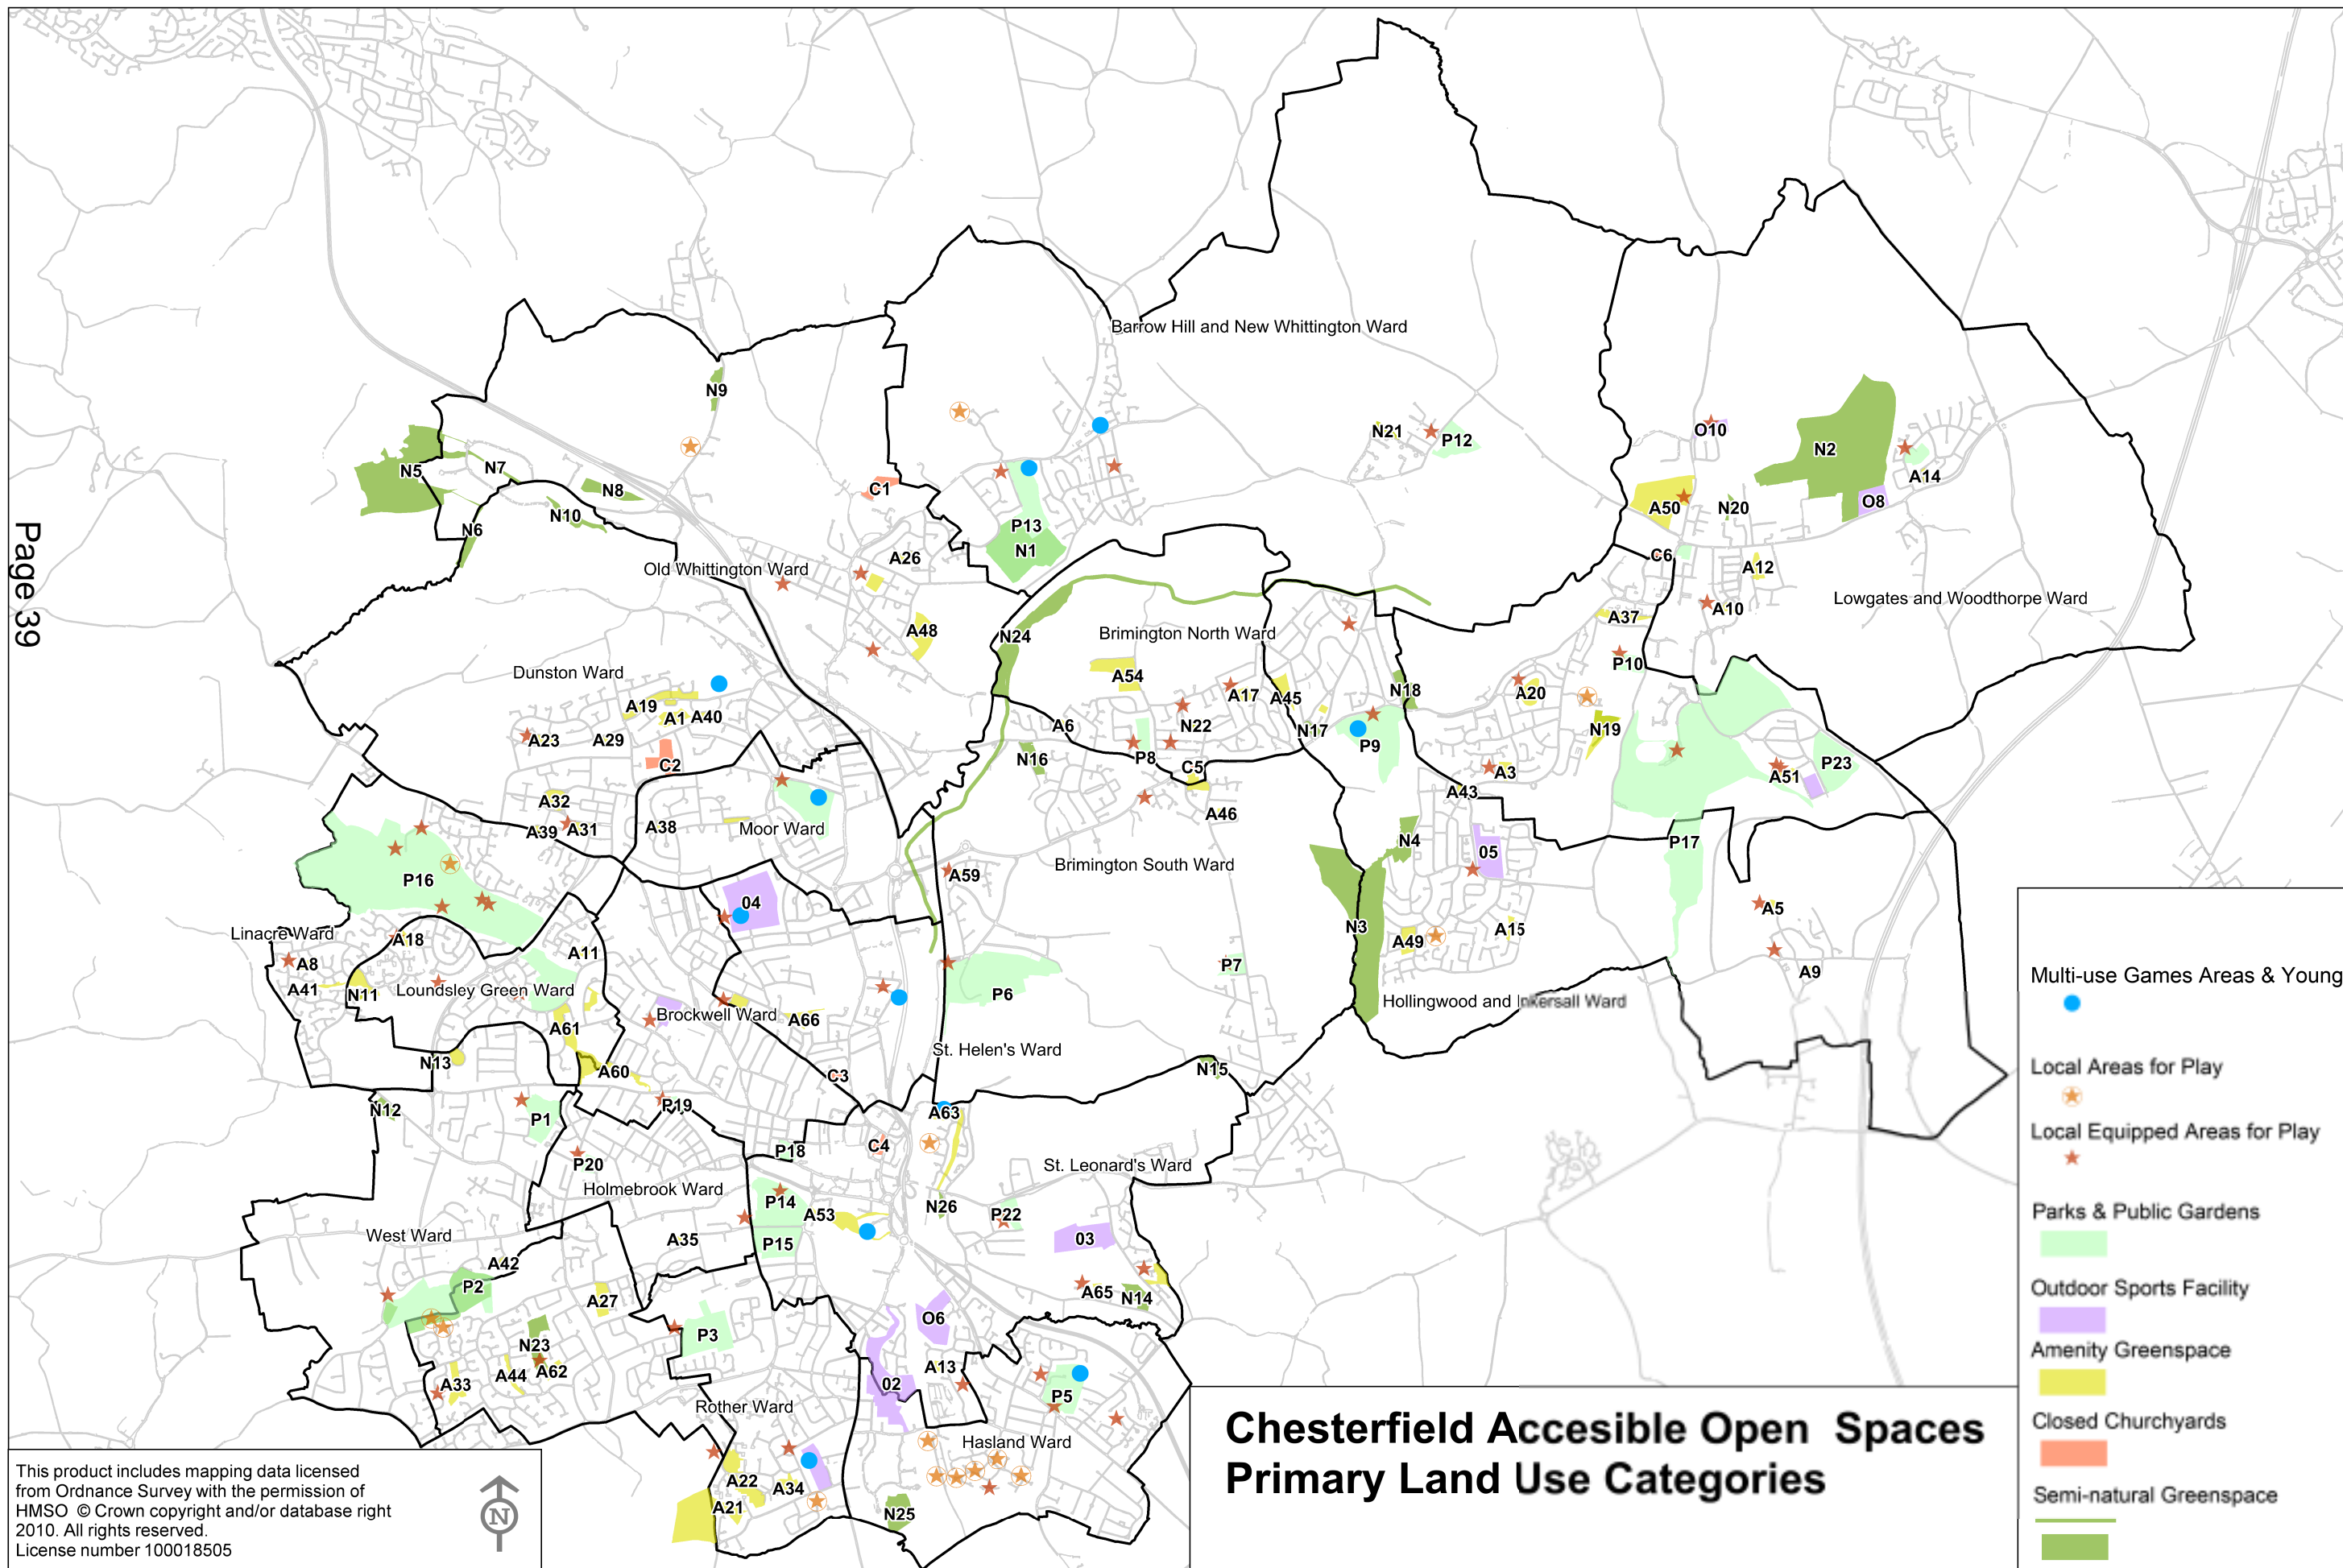 Barrow Hill and New Whittington Ward
N9
N21
P12
O10
N2
A14
N5
N7
N8
C1
P13
N1
A50
N20
O8
N6
N10
A26
C6
A12
Old Whittington Ward
Page 39
A48
N24
Brimington North Ward
A37
A10
Lowgates and Woodthorpe Ward
Dunston Ward
A54
A17
A45
N18
A20
P10
A19
A1
A40
A6
N22
N17
N19
A23
A29
C2
N16
P8
C5
P9
A3
A51
P23
A32
A43
A39
A31
A38
Moor Ward
A46
N4
05
P17
P16
Brimington South Ward
A59
04
A5
Linacre Ward
A18
A11
N3
A49
A15
A8
A41
N11
Loundsley Green Ward
P7
P6
A9
Hollingwood and Inkersall Ward
A61
Brockwell Ward
A66
St. Helen's Ward
N13
A60
C3
N15
N12
P1
P19
A63
P18
C4
P20
Holmebrook Ward
St. Leonard's Ward
P14
A53
N26
P22
West Ward
A35
P15
03
A42
P2
A27
A65
N14
N23
P3
O6
A33
A44
A62
A13
02
P5
Rother Ward
Hasland Ward
A22
A34
A21
N25
Multi-use Games Areas & Young
Local Areas for Play
Local Equipped Areas for Play
Parks & Public Gardens
Outdoor Sports Facility
Amenity Greenspace
Closed Churchyards
Semi-natural Greenspace
Chesterfield Accesible Open Spaces
Primary Land Use Categories
This product includes mapping data licensed
from Ordnance Survey with the permission of
HMSO © Crown copyright and/or database right
2010. All rights reserved.
License number 100018505
N